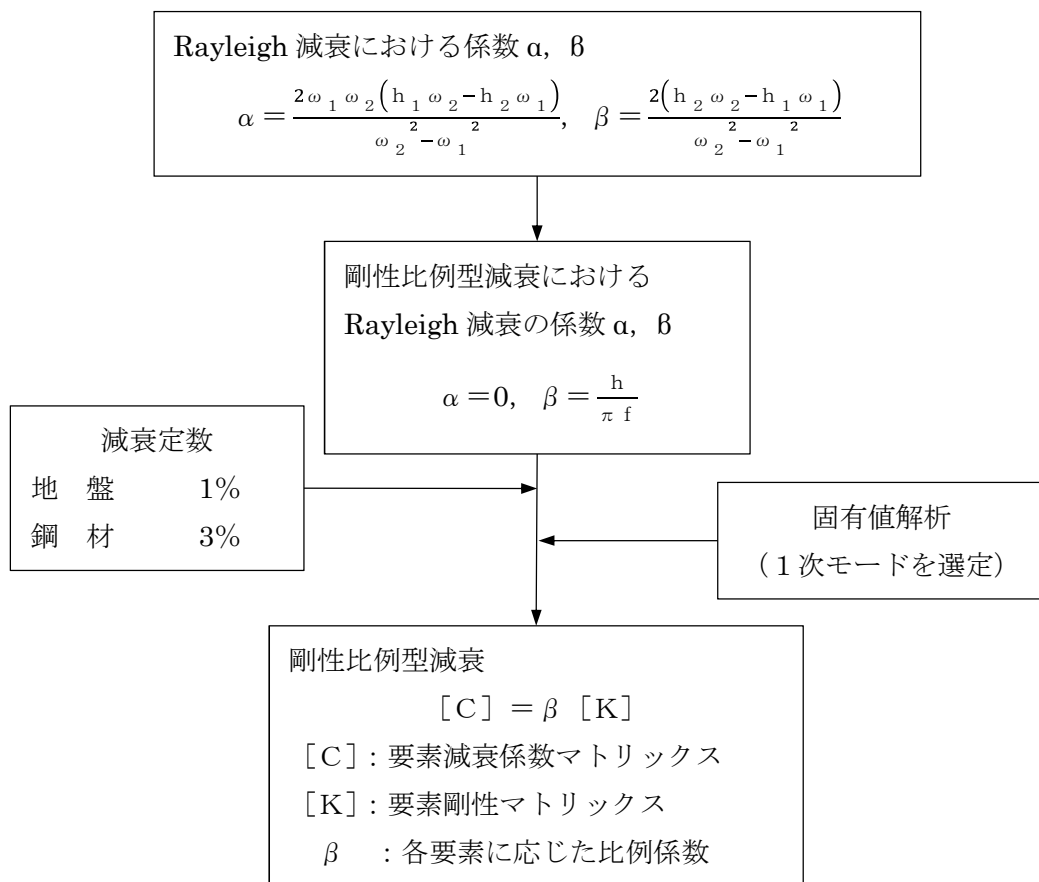 Rayleigh 減衰における係数 α, β
α＝2ω1ω2(h1ω2−h2ω1)/(ω2²−ω1²), β＝2(h2ω2−h1ω1)/(ω2²−ω1²)
剛性比例型減衰における
Rayleigh 減衰の係数 α, β
α＝0, β＝h/(πf)
減衰定数
地　盤　1%
鋼　材　3%
固有値解析
（１次モードを選定）
剛性比例型減衰
［Ｃ］＝β［Ｋ］
［Ｃ］：要素減衰係数マトリックス
［Ｋ］：要素剛性マトリックス
β　：各要素に応じた比例係数